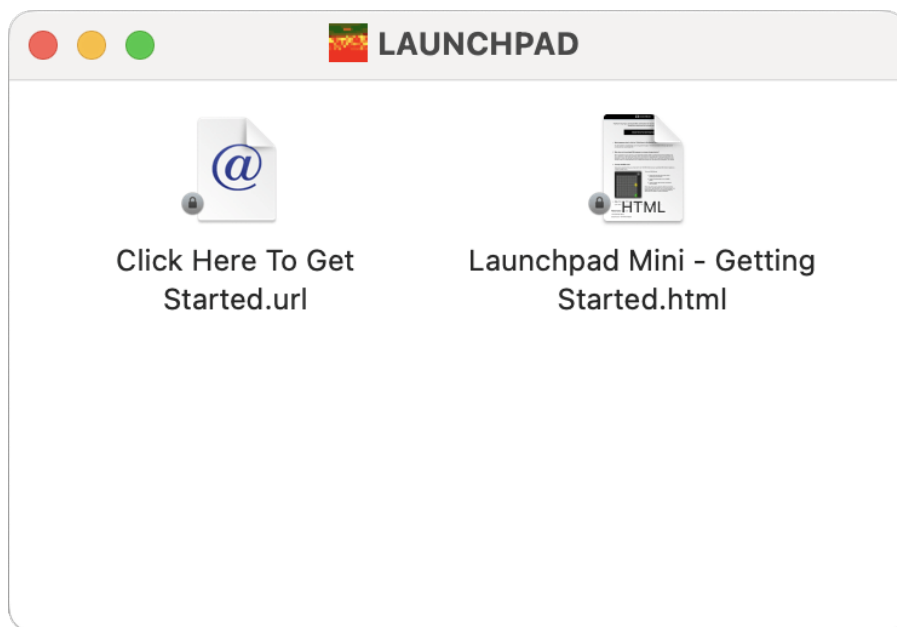 LAUNCHPAD
Click Here To Get
Started.url
HTML
Launchpad Mini - Getting
Started.html